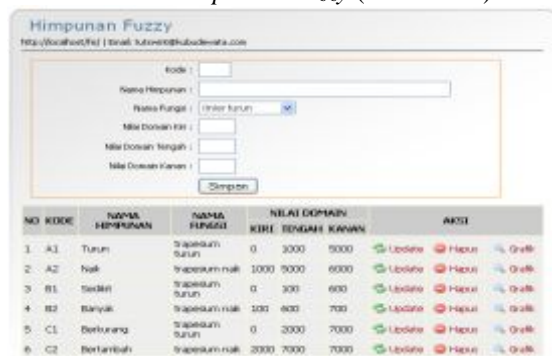 Himpunan Fuzzy
Kode :
Nama Himpunan :
Nama Fungsi : linier turun
Nilai Domain Kiri :
Nilai Domain Tengah :
Nilai Domain Kanan :
Simpan
NO KODE NAMA HIMPUNAN NAMA FUNGSI NILAI DOMAIN AKSI
KIRI TENGAH KANAN
1 A1 Turun trapesium turun 0 1000 5000 Update Hapus Grafik
2 A2 Naik trapesium naik 1000 5000 6000 Update Hapus Grafik
3 B1 Sedikit trapesium turun 0 100 600 Update Hapus Grafik
4 B2 Banyak trapesium naik 100 600 700 Update Hapus Grafik
5 C1 Berkurang trapesium turun 0 2000 7000 Update Hapus Grafik
6 C2 Bertambah trapesium naik 2000 7000 7000 Update Hapus Grafik